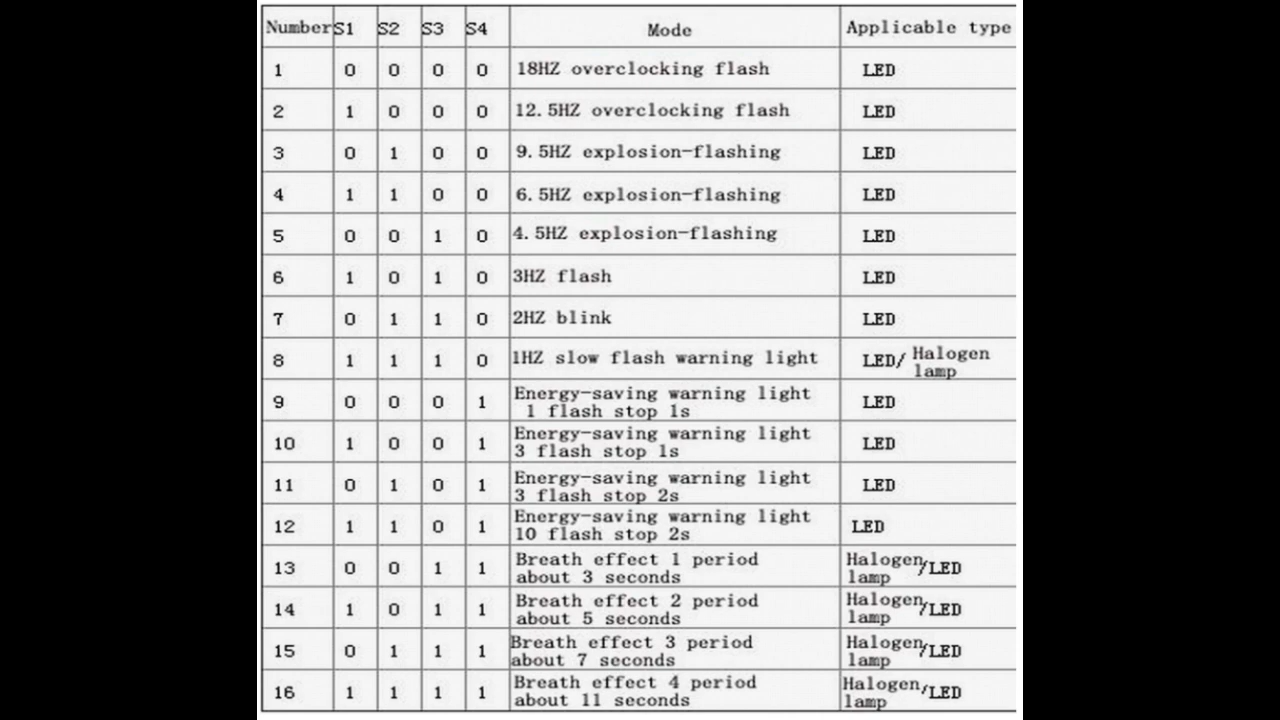 Number S1 S2 S3 S4 Mode Applicable type
1 0 0 0 0 18HZ overclocking flash LED
2 1 0 0 0 12.5HZ overclocking flash LED
3 0 1 0 0 9.5HZ explosion-flashing LED
4 1 1 0 0 6.5HZ explosion-flashing LED
5 0 0 1 0 4.5HZ explosion-flashing LED
6 1 0 1 0 3HZ flash LED
7 0 1 1 0 2HZ blink LED
8 1 1 1 0 1HZ slow flash warning light LED/ Halogen
lamp
9 0 0 0 1 Energy-saving warning light
1 flash stop 1s LED
10 1 0 0 1 Energy-saving warning light
3 flash stop 1s LED
11 0 1 0 1 Energy-saving warning light
3 flash stop 2s LED
12 1 1 0 1 Energy-saving warning light
10 flash stop 2s LED
13 0 0 1 1 Breath effect 1 period
about 3 seconds Halogen
lamp /LED
14 1 0 1 1 Breath effect 2 period
about 5 seconds Halogen
lamp /LED
15 0 1 1 1 Breath effect 3 period
about 7 seconds Halogen
lamp /LED
16 1 1 1 1 Breath effect 4 period
about 11 seconds Halogen
lamp /LED